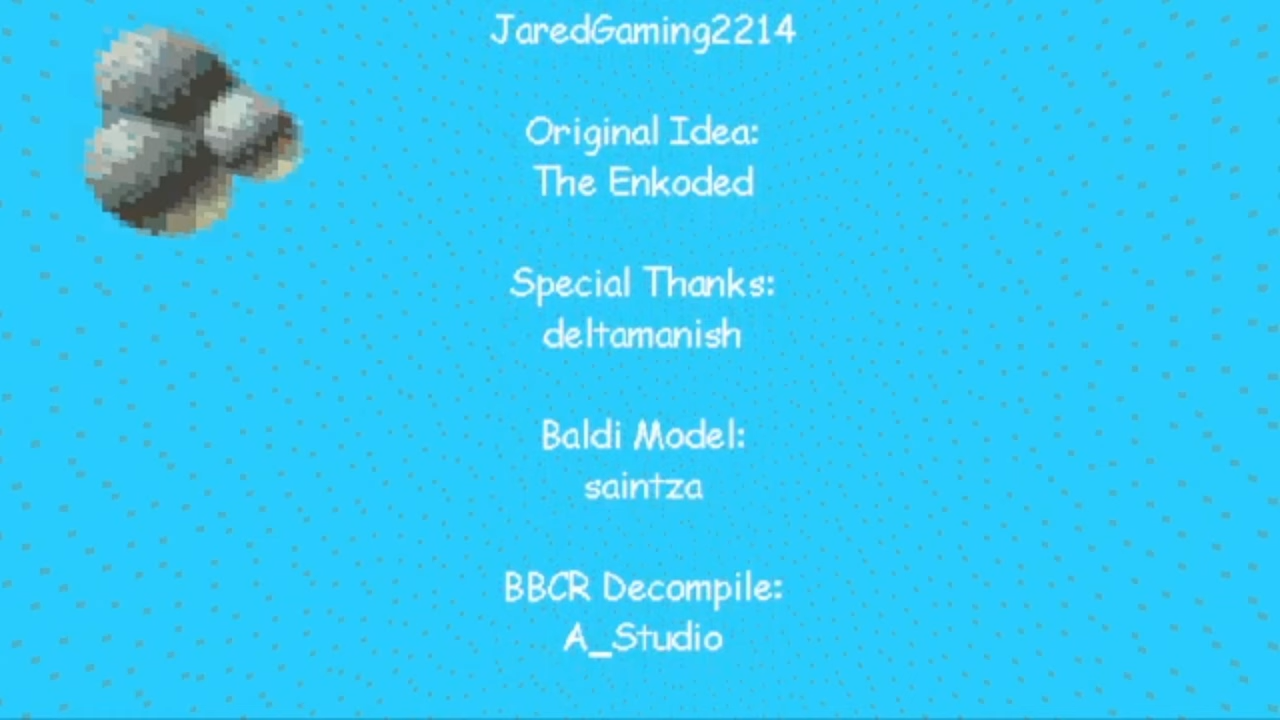 JaredGaming2214
Original Idea:
The Enkoded
Special Thanks:
deltamanish
Baldi Model:
saintza
BBCR Decompile:
A_Studio